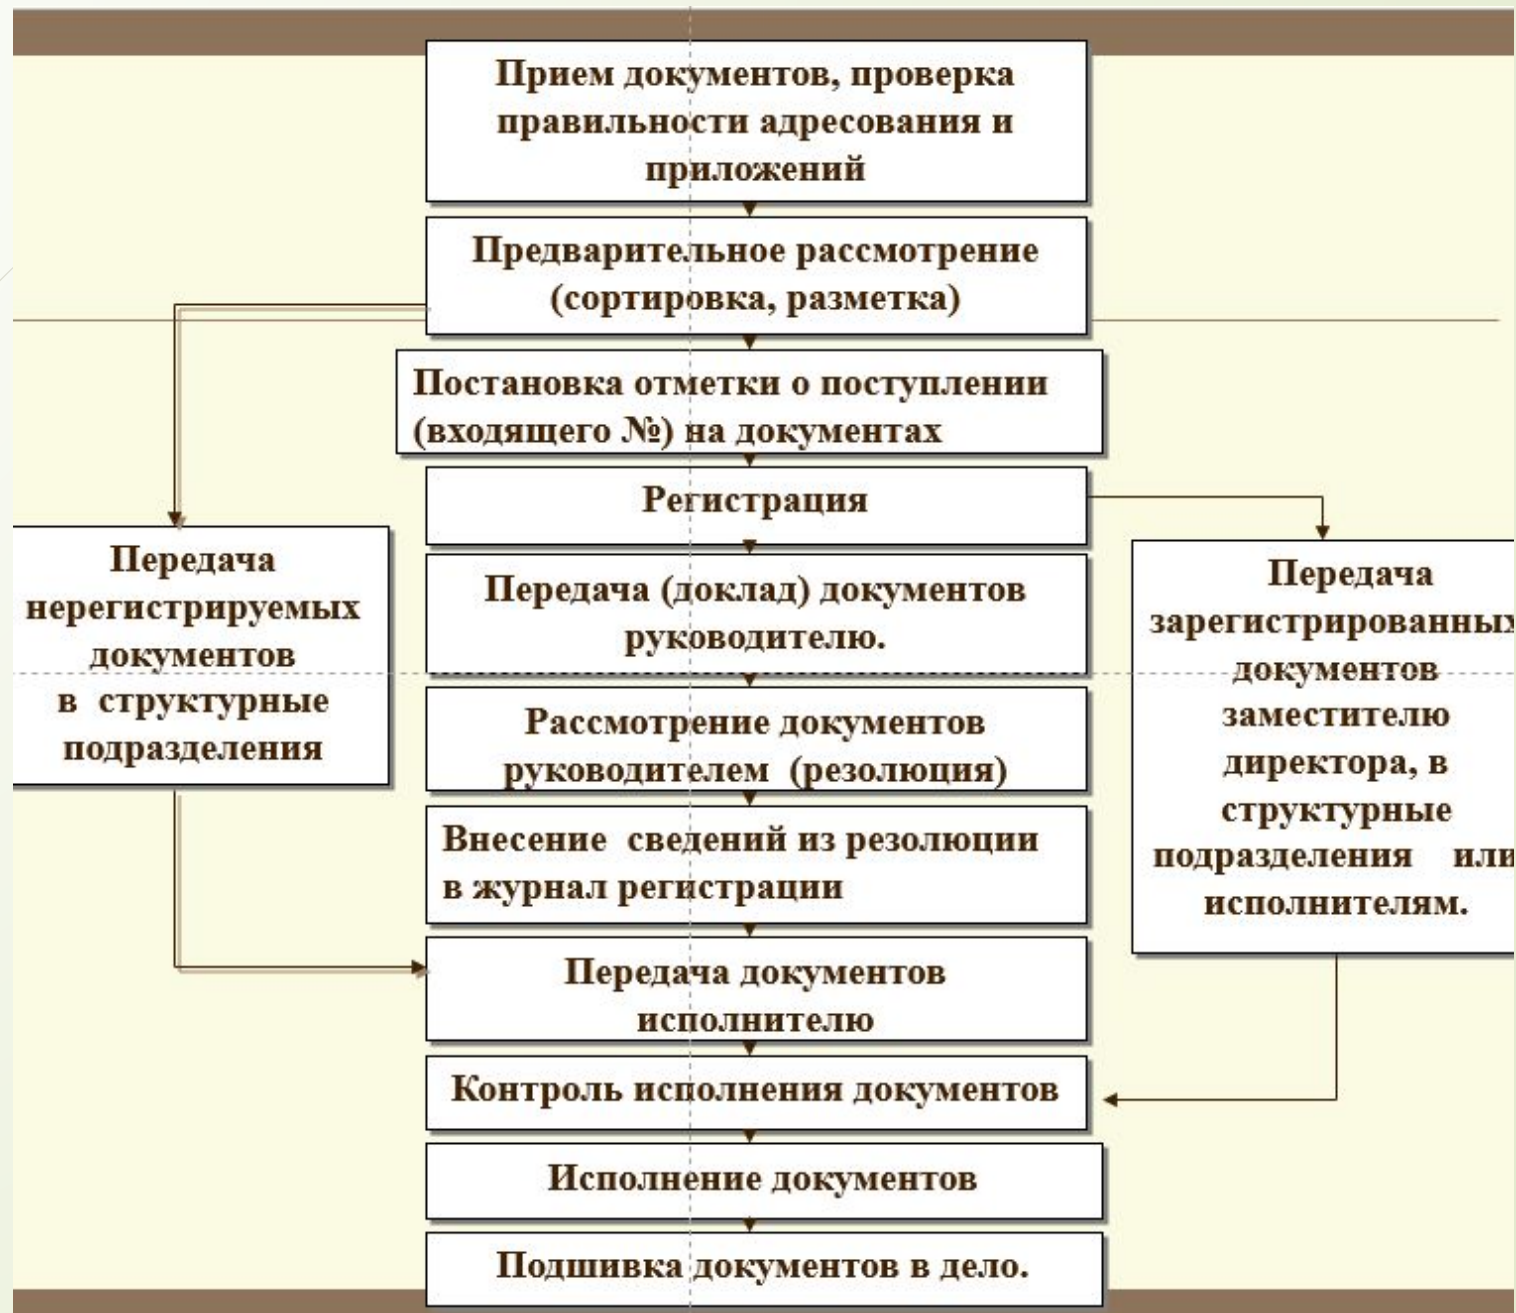 Прием документов, проверка
правильности адресования и
приложений
Предварительное рассмотрение
(сортировка, разметка)
Постановка отметки о поступлении
(входящего №) на документах
Регистрация
Передача
нерегистрируемых
документов
в структурные
подразделения
Передача (доклад) документов
руководителю.
Передача
зарегистрированных
документов
заместителю
директора, в
структурные
подразделения или
исполнителям.
Рассмотрение документов
руководителем (резолюция)
Внесение сведений из резолюции
в журнал регистрации
Передача документов
исполнителю
Контроль исполнения документов
Исполнение документов
Подшивка документов в дело.